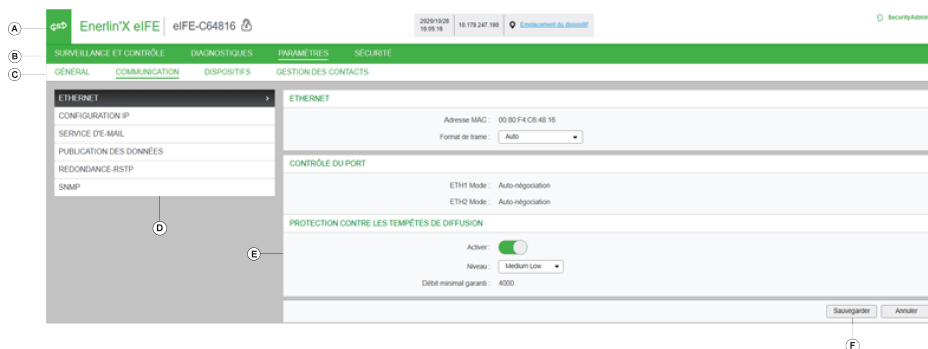 A
Enerlin'X eIFE
eIFE-C64816
2020/10/28
16:05:16
10.179.247.190
Emplacement du dispositif
SecurityAdmin
B
SURVEILLANCE ET CONTRÔLE
DIAGNOSTIQUES
PARAMÈTRES
SÉCURITÉ
C
GÉNÉRAL
COMMUNICATION
DISPOSITIFS
GESTION DES CONTACTS
ETHERNET
CONFIGURATION IP
SERVICE D'E-MAIL
PUBLICATION DES DONNÉES
REDONDANCE-RSTP
SNMP
D
E
ETHERNET
Adresse MAC : 00:80:F4:C6:48:16
Format de trame : Auto
CONTRÔLE DU PORT
ETH1 Mode : Auto-négociation
ETH2 Mode : Auto-négociation
PROTECTION CONTRE LES TEMPÊTES DE DIFFUSION
Activer :
Niveau : Medium Low
Débit minimal garanti : 4000
Sauvegarder
Annuler
F